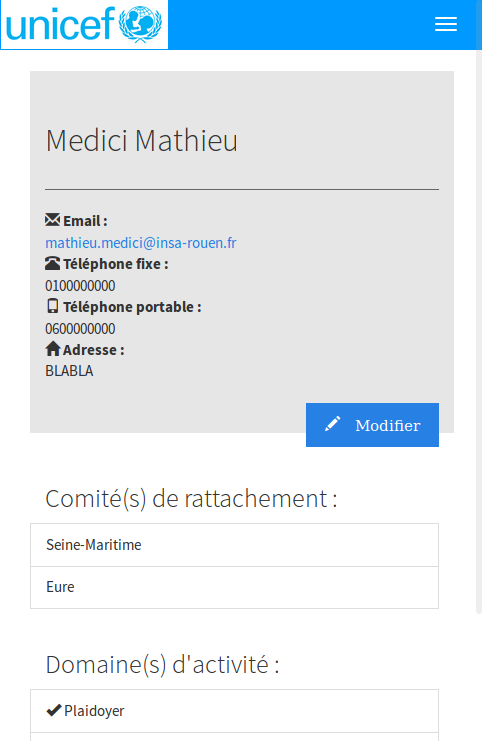 unicef
Medici Mathieu
Email :
mathieu.medici@insa-rouen.fr
Téléphone fixe :
0100000000
Téléphone portable :
0600000000
Adresse :
BLABLA
Modifier
Comité(s) de rattachement :
Seine-Maritime
Eure
Domaine(s) d'activité :
Plaidoyer